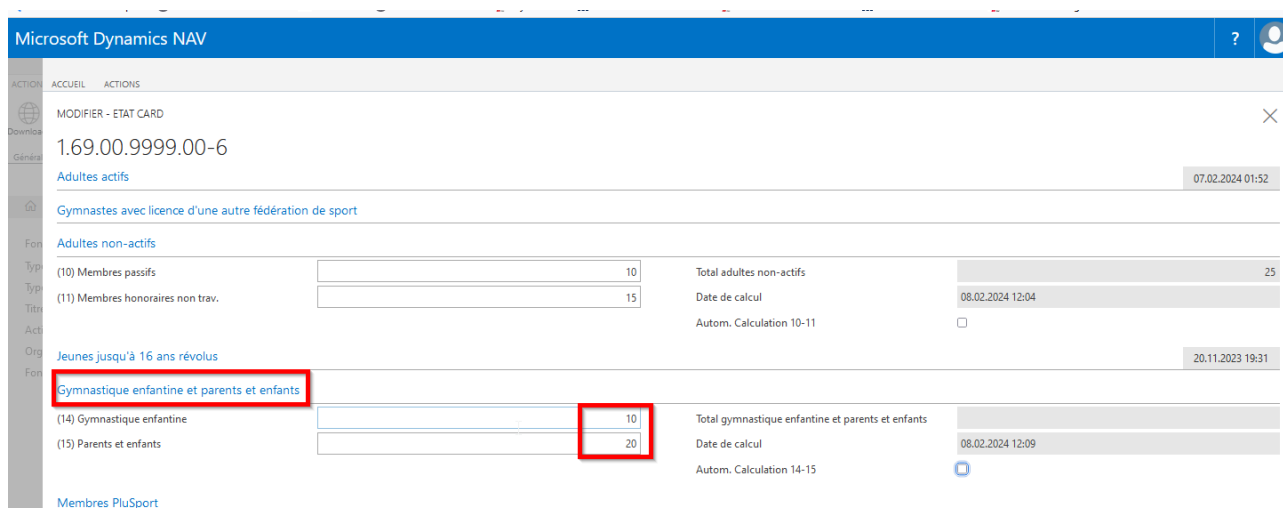 Microsoft Dynamics NAV ?
ACTION ACCUEIL ACTIONS
MODIFIER - ETAT CARD
1.69.00.9999.00-6
Adultes actifs 07.02.2024 01:52
Gymnastes avec licence d'une autre fédération de sport
Adultes non-actifs
(10) Membres passifs 10 Total adultes non-actifs 25
(11) Membres honoraires non trav. 15 Date de calcul 08.02.2024 12:04
Autom. Calculation 10-11
Jeunes jusqu'à 16 ans révolus 20.11.2023 19:31
Gymnastique enfantine et parents et enfants
(14) Gymnastique enfantine 10 Total gymnastique enfantine et parents et enfants
(15) Parents et enfants 20 Date de calcul 08.02.2024 12:09
Autom. Calculation 14-15
Membres PluSport